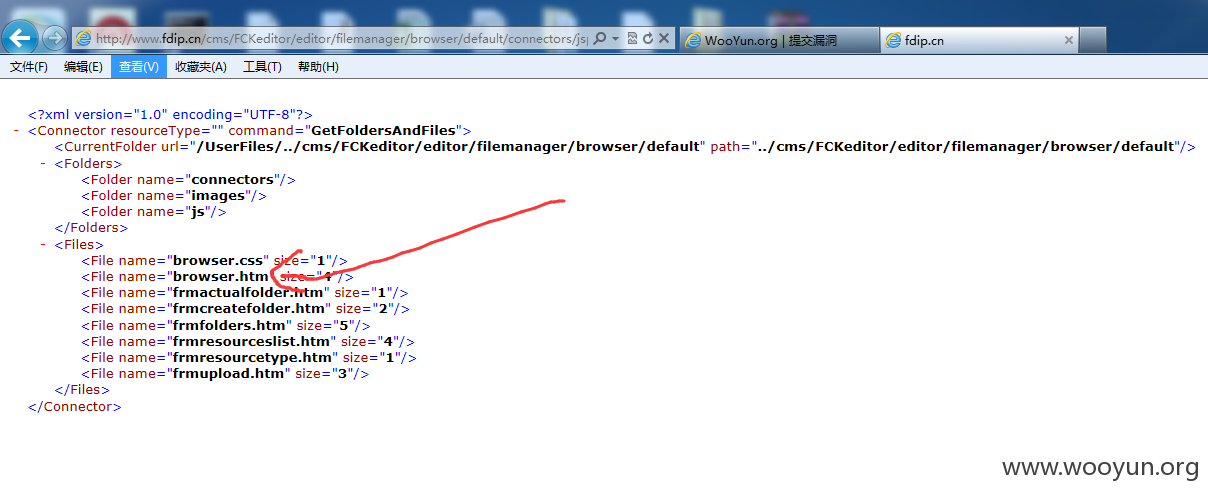 http://www.fdip.cn/cms/FCKeditor/editor/filemanager/browser/default/connectors/jsp
WooYun.org | 提交漏洞
fdip.cn
文件(F) 编辑(E) 查看(V) 收藏夹(A) 工具(T) 帮助(H)
<?xml version="1.0" encoding="UTF-8"?>
- <Connector resourceType="" command="GetFoldersAndFiles">
<CurrentFolder url="/UserFiles/../cms/FCKeditor/editor/filemanager/browser/default" path="../cms/FCKeditor/editor/filemanager/browser/default"/>
- <Folders>
<Folder name="connectors"/>
<Folder name="images"/>
<Folder name="js"/>
</Folders>
- <Files>
<File name="browser.css" size="1"/>
<File name="browser.htm" size="4"/>
<File name="frmactualfolder.htm" size="1"/>
<File name="frmcreatefolder.htm" size="2"/>
<File name="frmfolders.htm" size="5"/>
<File name="frmresourceslist.htm" size="4"/>
<File name="frmresourcetype.htm" size="1"/>
<File name="frmupload.htm" size="3"/>
</Files>
</Connector>
www.wooyun.org